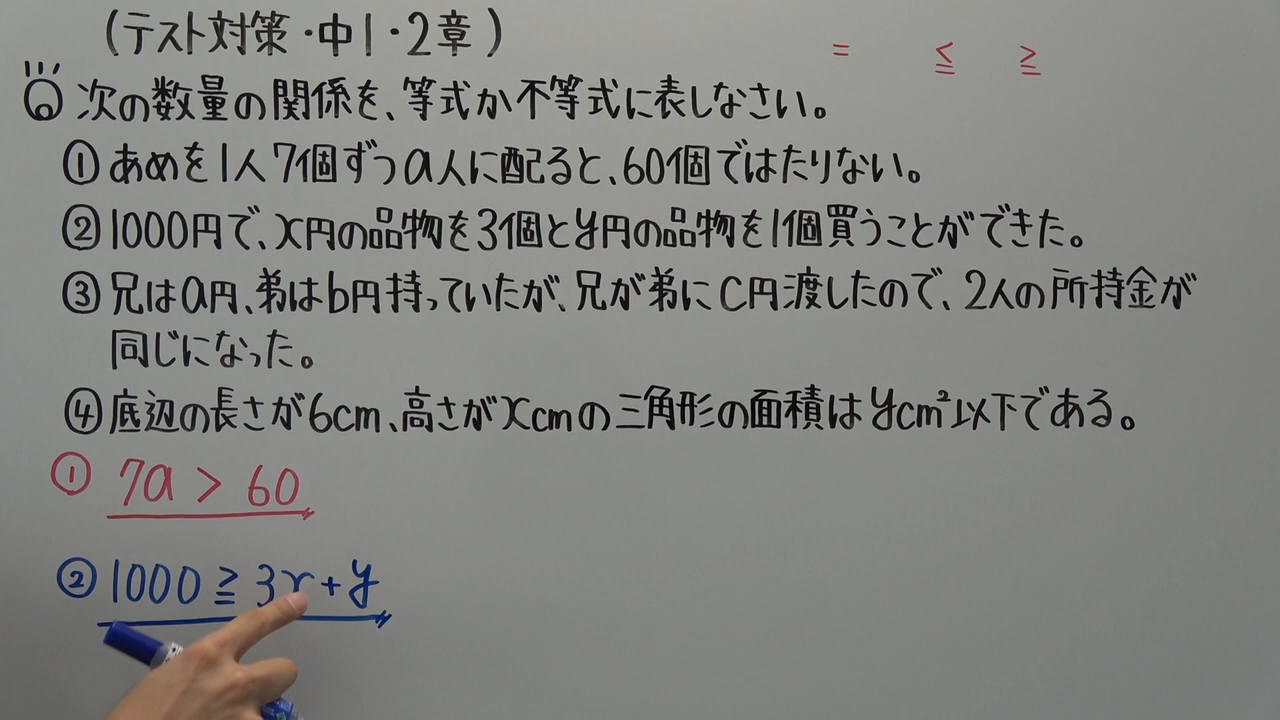 (テスト対策・中1・2章)
= ≦ ≧
Q 次の数量の関係を、等式か不等式に表しなさい。
① あめを1人7個ずつa人に配ると、60個ではたりない。
② 1000円で、x円の品物を3個とy円の品物を1個買うことができた。
③ 兄はa円、弟はb円持っていたが、兄が弟にc円渡したので、2人の所持金が
同じになった。
④ 底辺の長さが6cm、高さがxcmの三角形の面積はycm²以下である。
① 7a > 60
② 1000 ≧ 3x+y